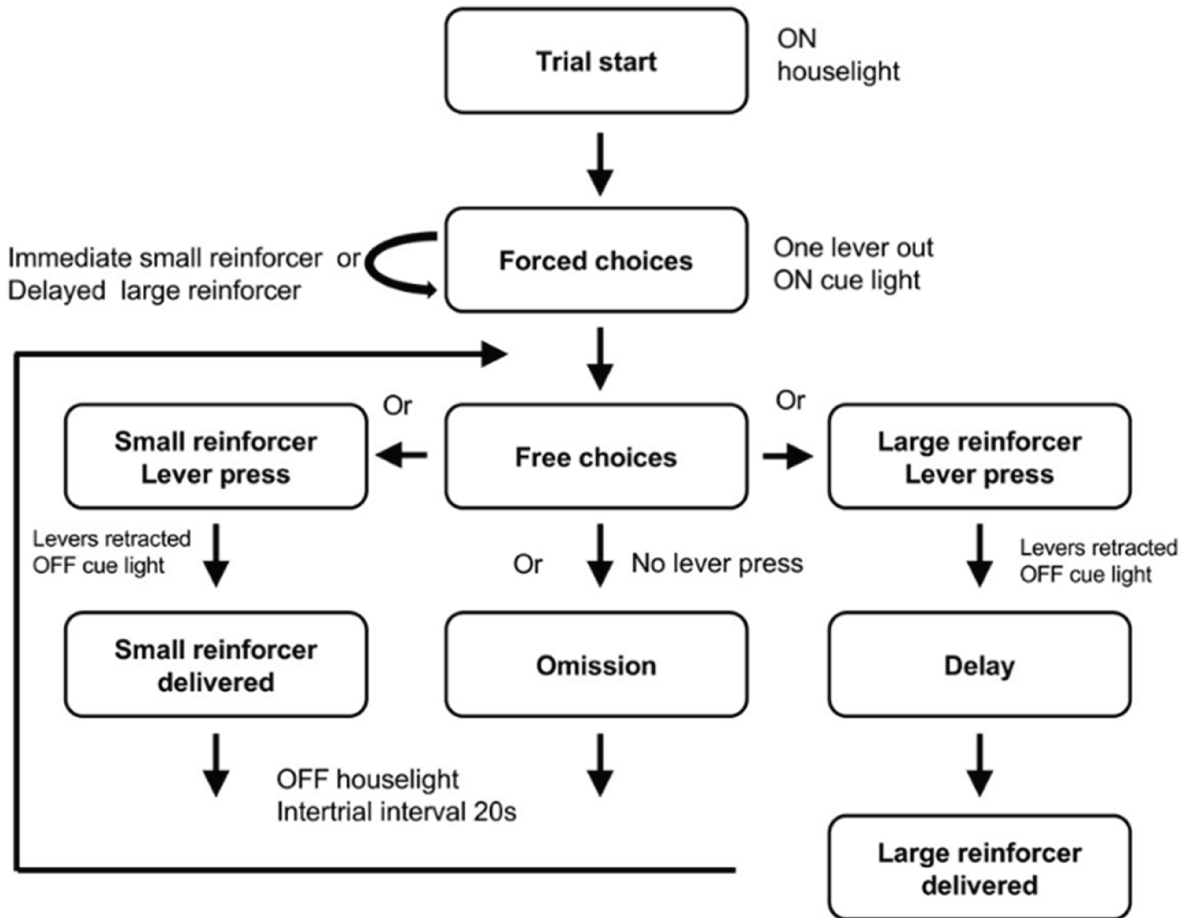 Trial start
ON
houselight
Immediate small reinforcer or
Delayed large reinforcer
Forced choices
One lever out
ON cue light
Or
Or
Small reinforcer
Lever press
Free choices
Large reinforcer
Lever press
Levers retracted
OFF cue light
Or
No lever press
Levers retracted
OFF cue light
Small reinforcer
delivered
Omission
Delay
OFF houselight
Intertrial interval 20s
Large reinforcer
delivered